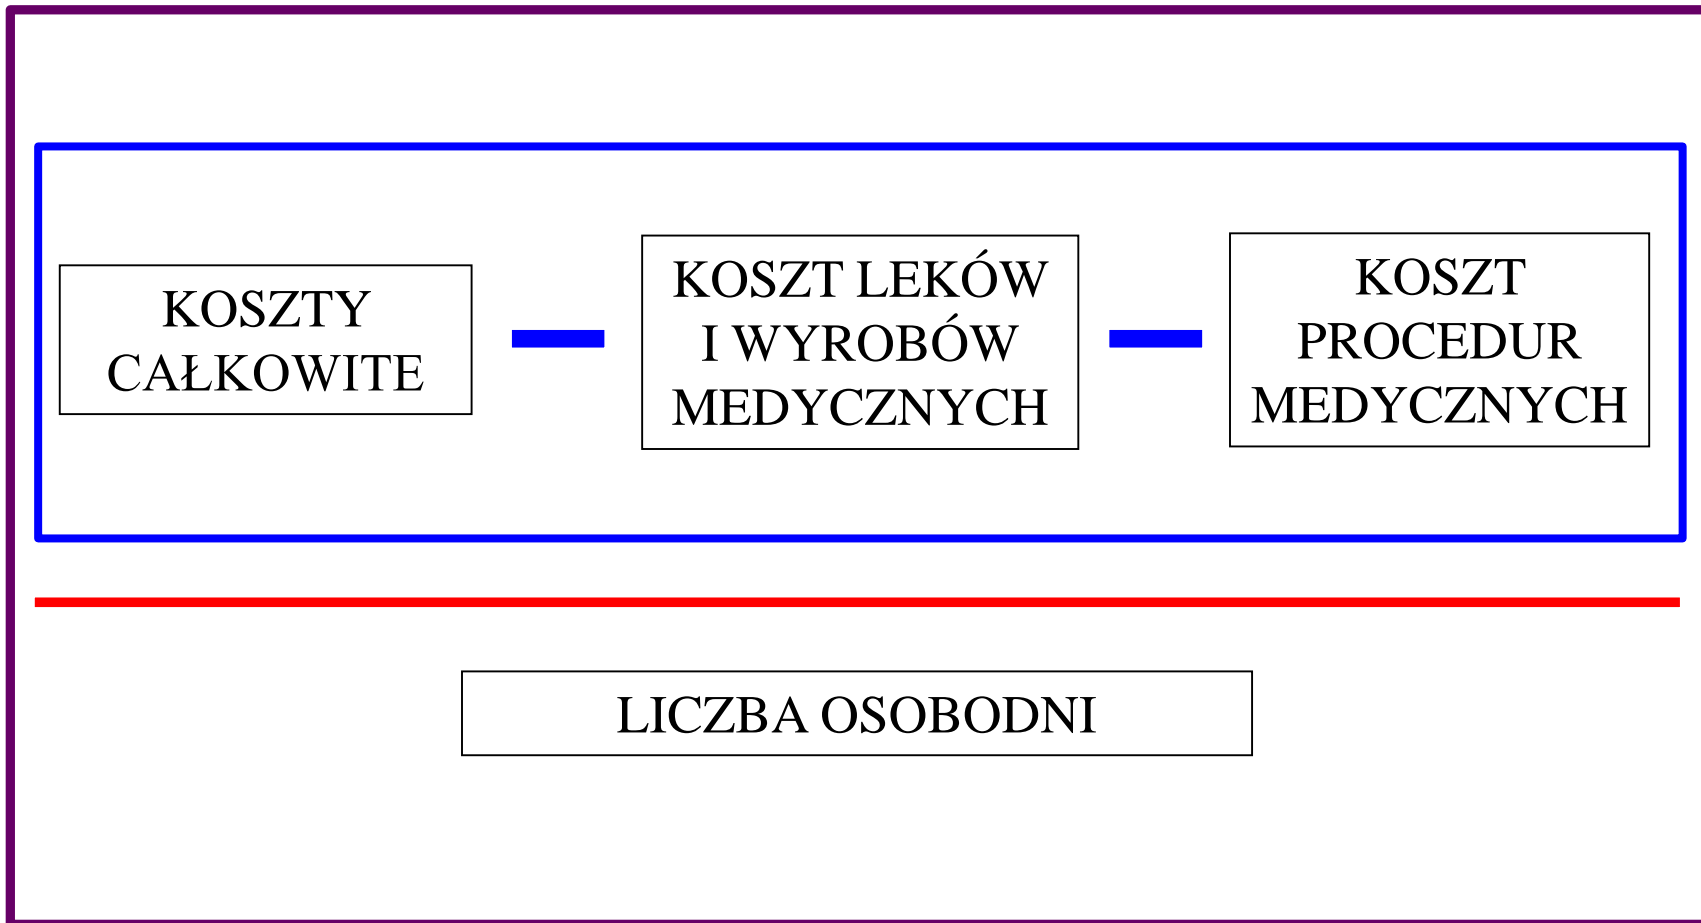 KOSZTY
CAŁKOWITE
KOSZT LEKÓW
I WYROBÓW
MEDYCZNYCH
KOSZT
PROCEDUR
MEDYCZNYCH
LICZBA OSOBODNI